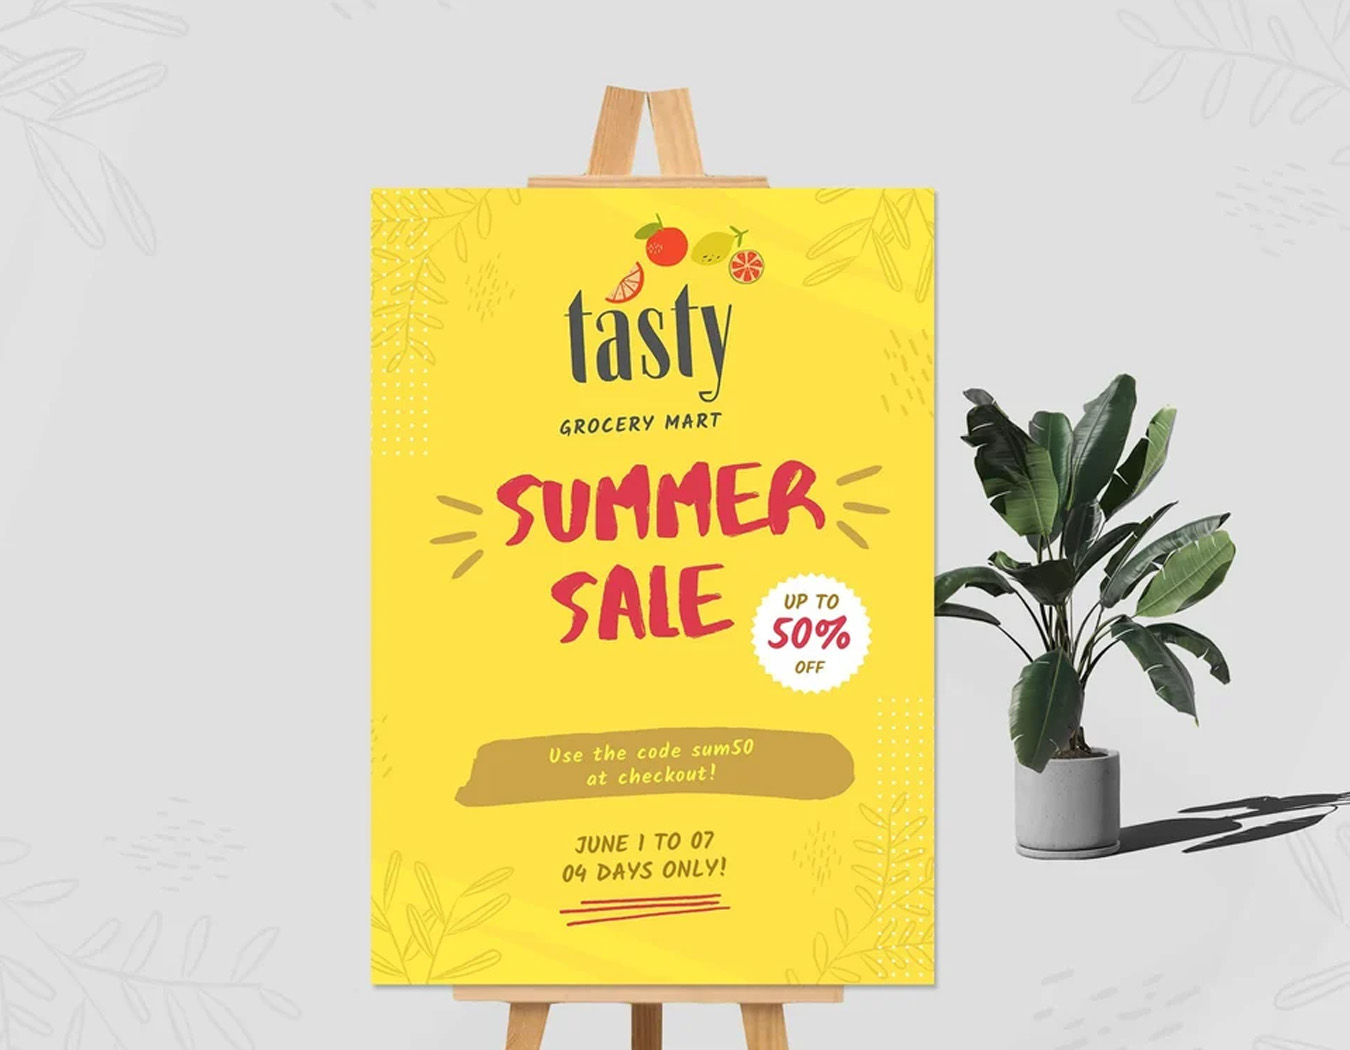 tasty
GROCERY MART
SUMMER
SALE
UP TO
50%
OFF
Use the code sum50
at checkout!
JUNE 1 TO 07
04 DAYS ONLY!